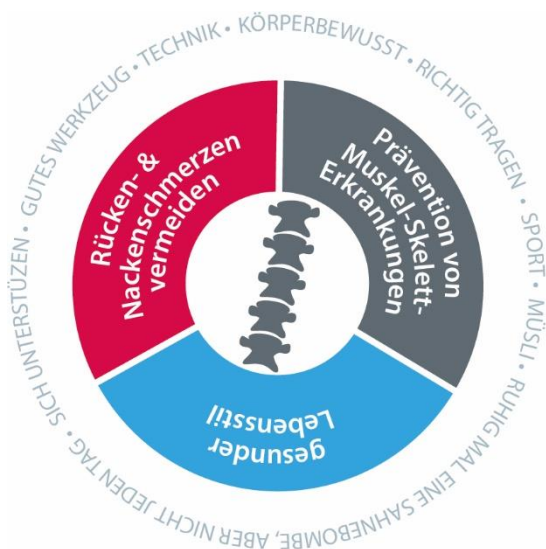 KÖRPERBEWUSST • RICHTIG TRAGEN • SPORT • MÜSLI • RUHIG MAL EINE SAHNEBOMBE, ABER NICHT JEDEN TAG • SICH UNTERSTÜZEN • GUTES WERKZEUG • TECHNIK •
Rücken- &
Nackenschmerzen
vermeiden
Prävention von
Muskel-Skelett-
Erkrankungen
gesunder
Lebensstil